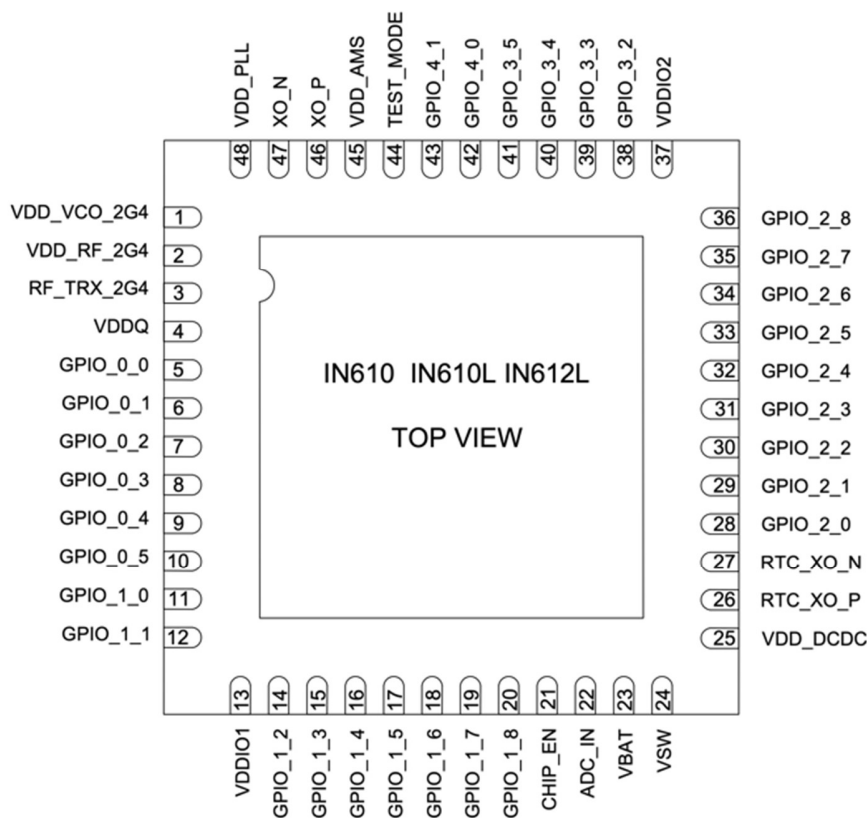 VDD_PLL
XO_N
XO_P
VDD_AMS
TEST_MODE
GPIO_4_1
GPIO_4_0
GPIO_3_5
GPIO_3_4
GPIO_3_3
GPIO_3_2
VDDIO2
48 47 46 45 44 43 42 41 40 39 38 37
VDD_VCO_2G4 1
VDD_RF_2G4 2
RF_TRX_2G4 3
VDDQ 4
GPIO_0_0 5
GPIO_0_1 6
GPIO_0_2 7
GPIO_0_3 8
GPIO_0_4 9
GPIO_0_5 10
GPIO_1_0 11
GPIO_1_1 12
IN610 IN610L IN612L
TOP VIEW
36 GPIO_2_8
35 GPIO_2_7
34 GPIO_2_6
33 GPIO_2_5
32 GPIO_2_4
31 GPIO_2_3
30 GPIO_2_2
29 GPIO_2_1
28 GPIO_2_0
27 RTC_XO_N
26 RTC_XO_P
25 VDD_DCDC
13 14 15 16 17 18 19 20 21 22 23 24
VDDIO1
GPIO_1_2
GPIO_1_3
GPIO_1_4
GPIO_1_5
GPIO_1_6
GPIO_1_7
GPIO_1_8
CHIP_EN
ADC_IN
VBAT
VSW